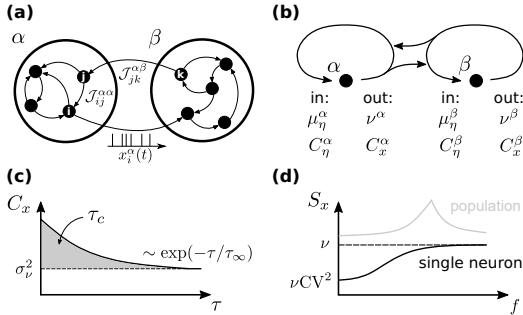 (a)
α
β
j
k
i
𝒥_{jk}^{αβ}
𝒥_{ij}^{αα}
x_i^α(t)
(b)
α
β
in: out: in: out:
μ_η^α ν^α μ_η^β ν^β
C_η^α C_x^α C_η^β C_x^β
(c)
C_x
τ_c
∼ exp(−τ/τ_∞)
σ_ν^2
τ
(d)
S_x
population
ν
single neuron
νCV^2
f